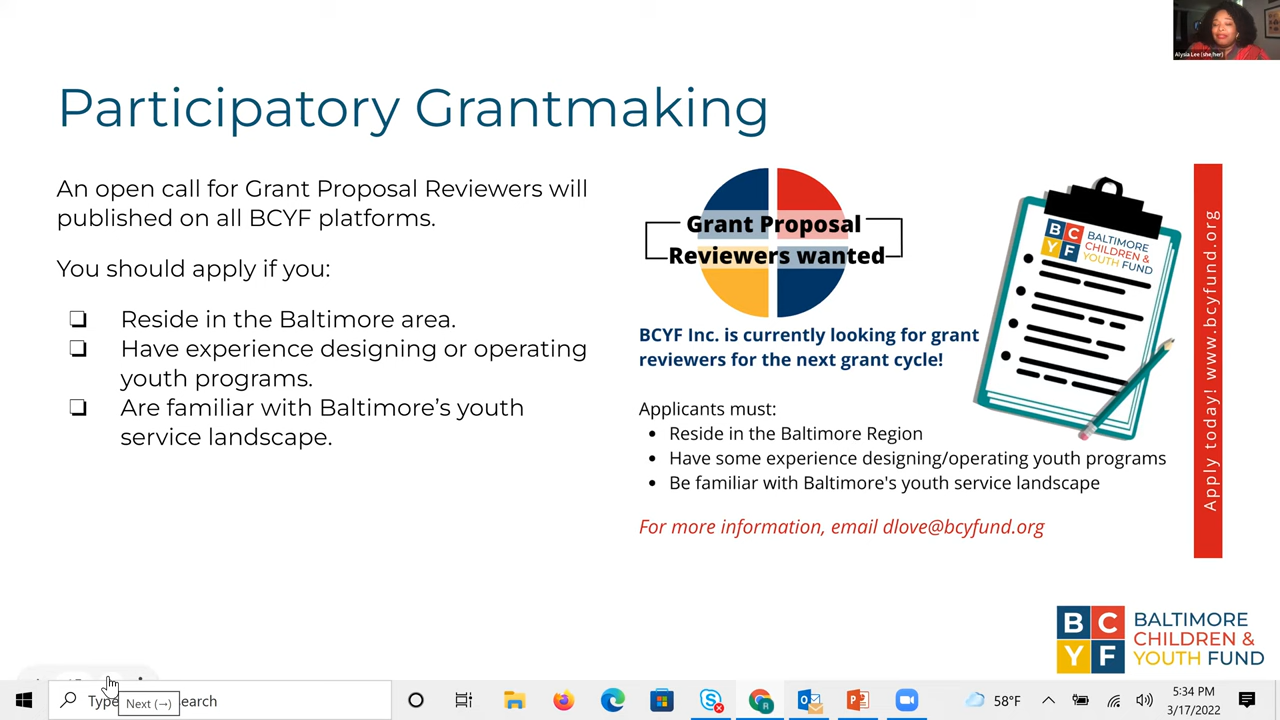 Alysia Lee (she/her)
Participatory Grantmaking
An open call for Grant Proposal Reviewers will
published on all BCYF platforms.
You should apply if you:
Reside in the Baltimore area.
Have experience designing or operating
youth programs.
Are familiar with Baltimore’s youth
service landscape.
Grant Proposal
Reviewers wanted
BCYF Inc. is currently looking for grant
reviewers for the next grant cycle!
Applicants must:
• Reside in the Baltimore Region
• Have some experience designing/operating youth programs
• Be familiar with Baltimore's youth service landscape
For more information, email dlove@bcyfund.org
B C
Y F
BALTIMORE
CHILDREN &
YOUTH FUND
Apply today! www.bcyfund.org
B C
Y F
BALTIMORE
CHILDREN &
YOUTH FUND
Type
earch
Next (→)
58°F
5:34 PM
3/17/2022